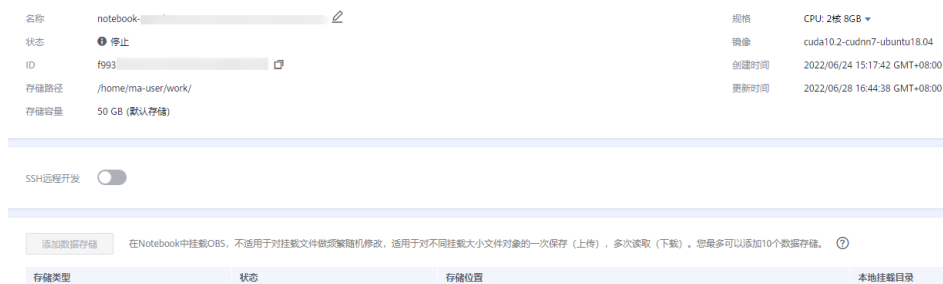 名称 notebook- 规格 CPU: 2核 8GB
状态 停止 镜像 cuda10.2-cudnn7-ubuntu18.04
ID f993 创建时间 2022/06/24 15:17:42 GMT+08:00
存储路径 /home/ma-user/work/ 更新时间 2022/06/28 16:44:38 GMT+08:00
存储容量 50 GB (默认存储)
SSH远程开发
添加数据存储 在Notebook中挂载OBS，不适用于对挂载文件做频繁随机修改，适用于对不同挂载大小文件对象的一次保存（上传），多次读取（下载）。您最多可以添加10个数据存储。
存储类型 状态 存储位置 本地挂载目录